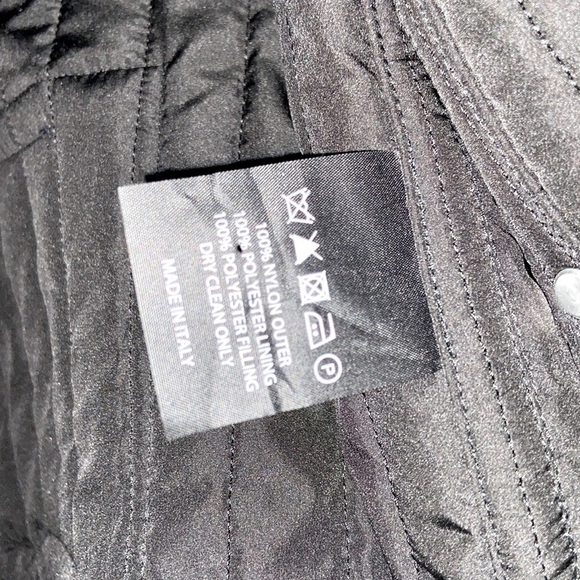 P
100% NYLON OUTER
100% POLYESTER LINING
100% POLYESTER FILLING
DRY CLEAN ONLY
MADE IN ITALY